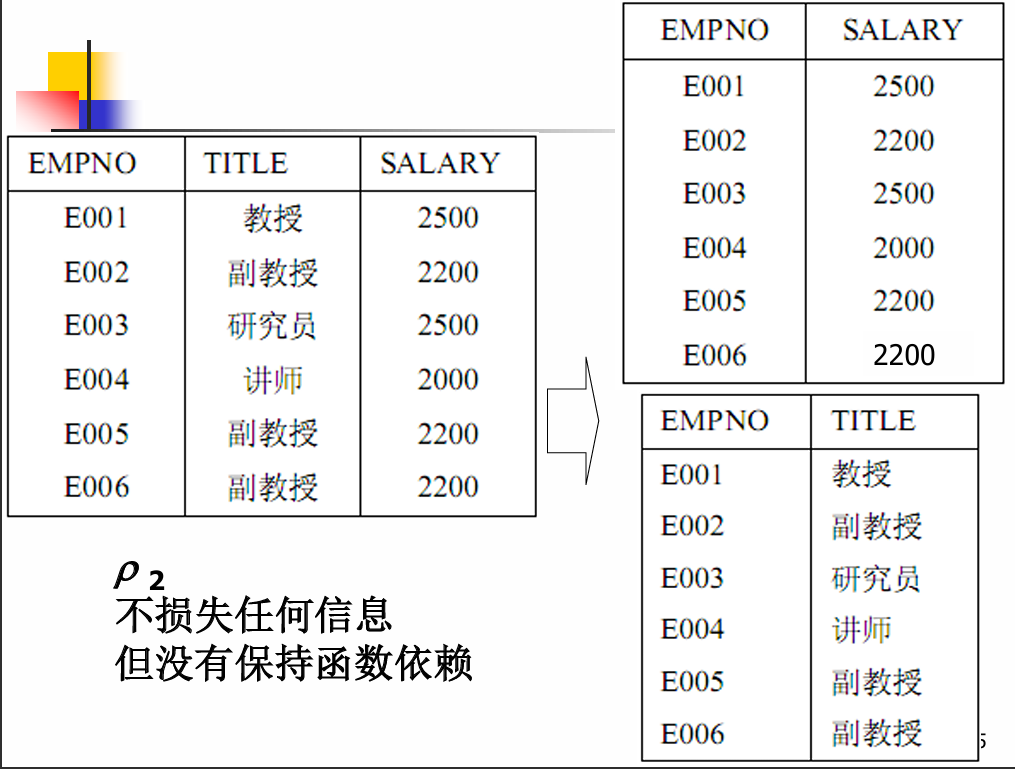 EMPNO TITLE SALARY
E001 教授 2500
E002 副教授 2200
E003 研究员 2500
E004 讲师 2000
E005 副教授 2200
E006 副教授 2200
ρ 2
不损失任何信息
但没有保持函数依赖
EMPNO SALARY
E001 2500
E002 2200
E003 2500
E004 2000
E005 2200
E006 2200
EMPNO TITLE
E001 教授
E002 副教授
E003 研究员
E004 讲师
E005 副教授
E006 副教授